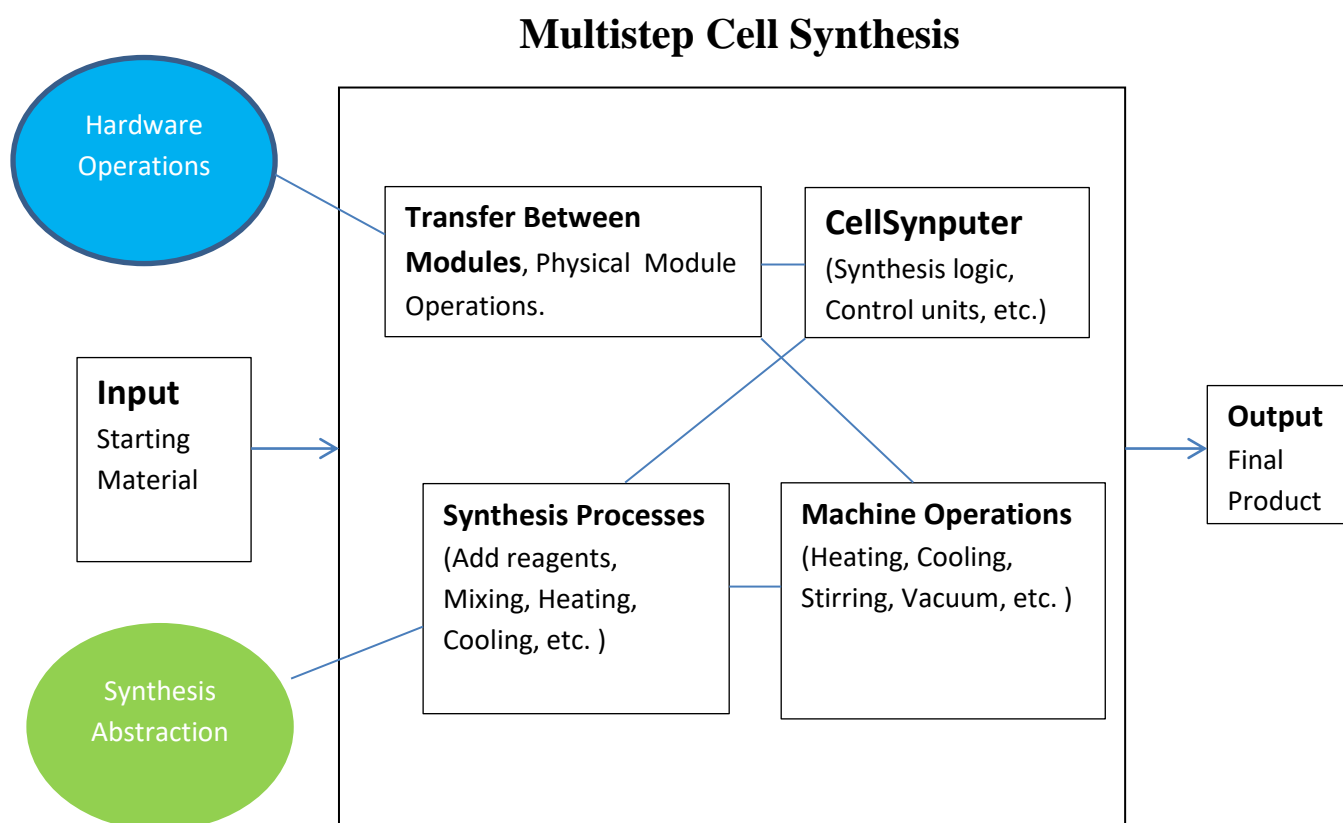 Multistep Cell Synthesis
Hardware
Operations
Transfer Between
Modules, Physical Module
Operations.
CellSynputer
(Synthesis logic,
Control units, etc.)
Input
Starting
Material
Output
Final
Product
Synthesis Processes
(Add reagents,
Mixing, Heating,
Cooling, etc. )
Machine Operations
(Heating, Cooling,
Stirring, Vacuum, etc. )
Synthesis
Abstraction